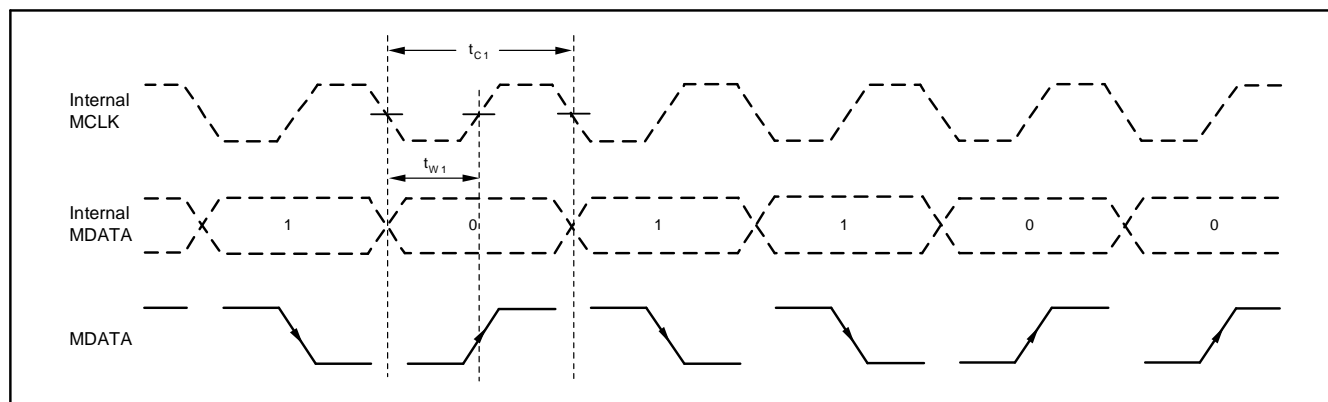 tC1
Internal
MCLK
tW1
Internal
MDATA
1 0 1 1 0 0
MDATA